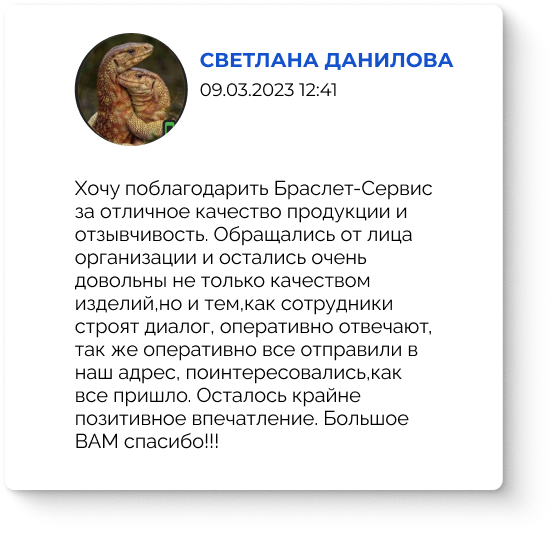 СВЕТЛАНА ДАНИЛОВА
09.03.2023 12:41
Хочу поблагодарить Браслет-Сервис
за отличное качество продукции и
отзывчивость. Обращались от лица
организации и остались очень
довольны не только качеством
изделий,но и тем,как сотрудники
строят диалог, оперативно отвечают,
так же оперативно все отправили в
наш адрес, поинтересовались,как
все пришло. Осталось крайне
позитивное впечатление. Большое
ВАМ спасибо!!!